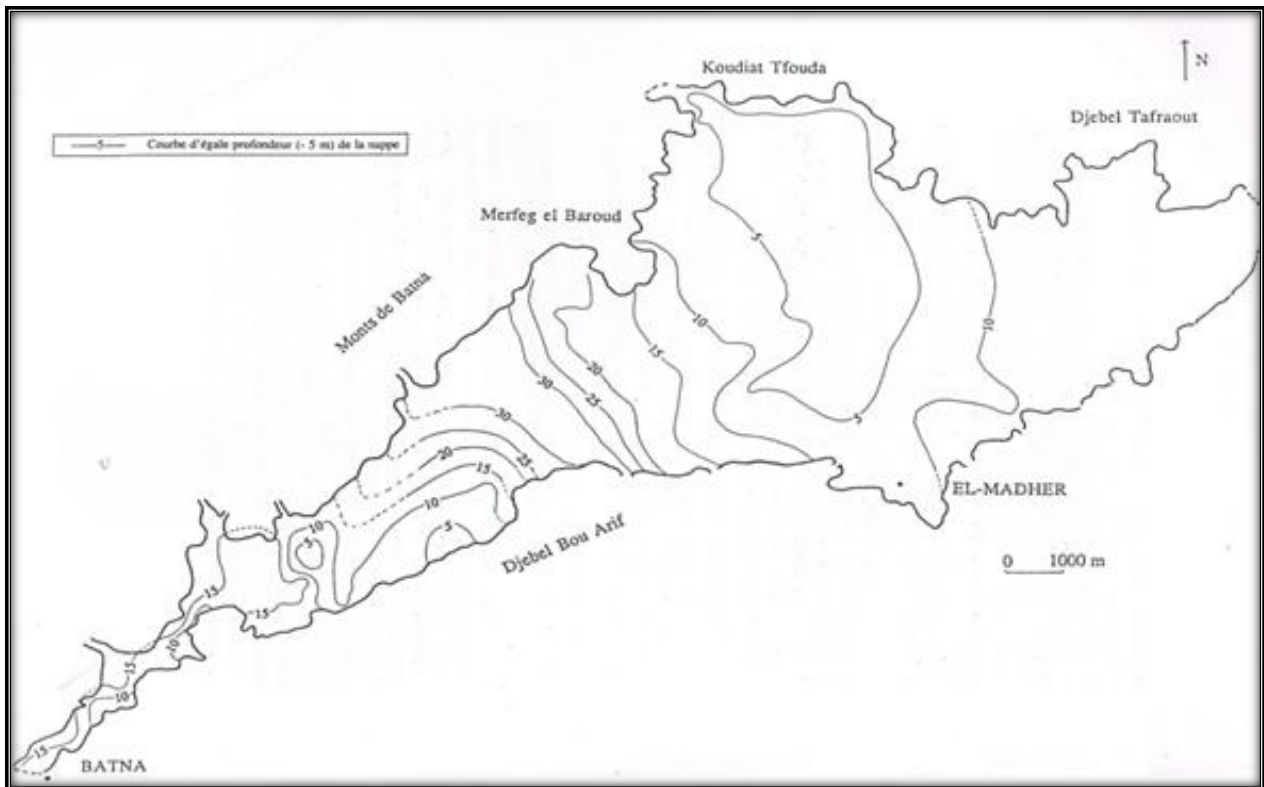 N
Koudiat Tfouda
Djebel Tafraout
—5— Courbe d'égale profondeur (- 5 m) de la nappe
Merfeg el Baroud
Monts de Batna
5
10
10
15
20
25
30
5
30
20
25
15
10
5
10
5
EL-MADHER
Djebel Bou Arif
0 1000 m
15
15
10
15
10
15
BATNA